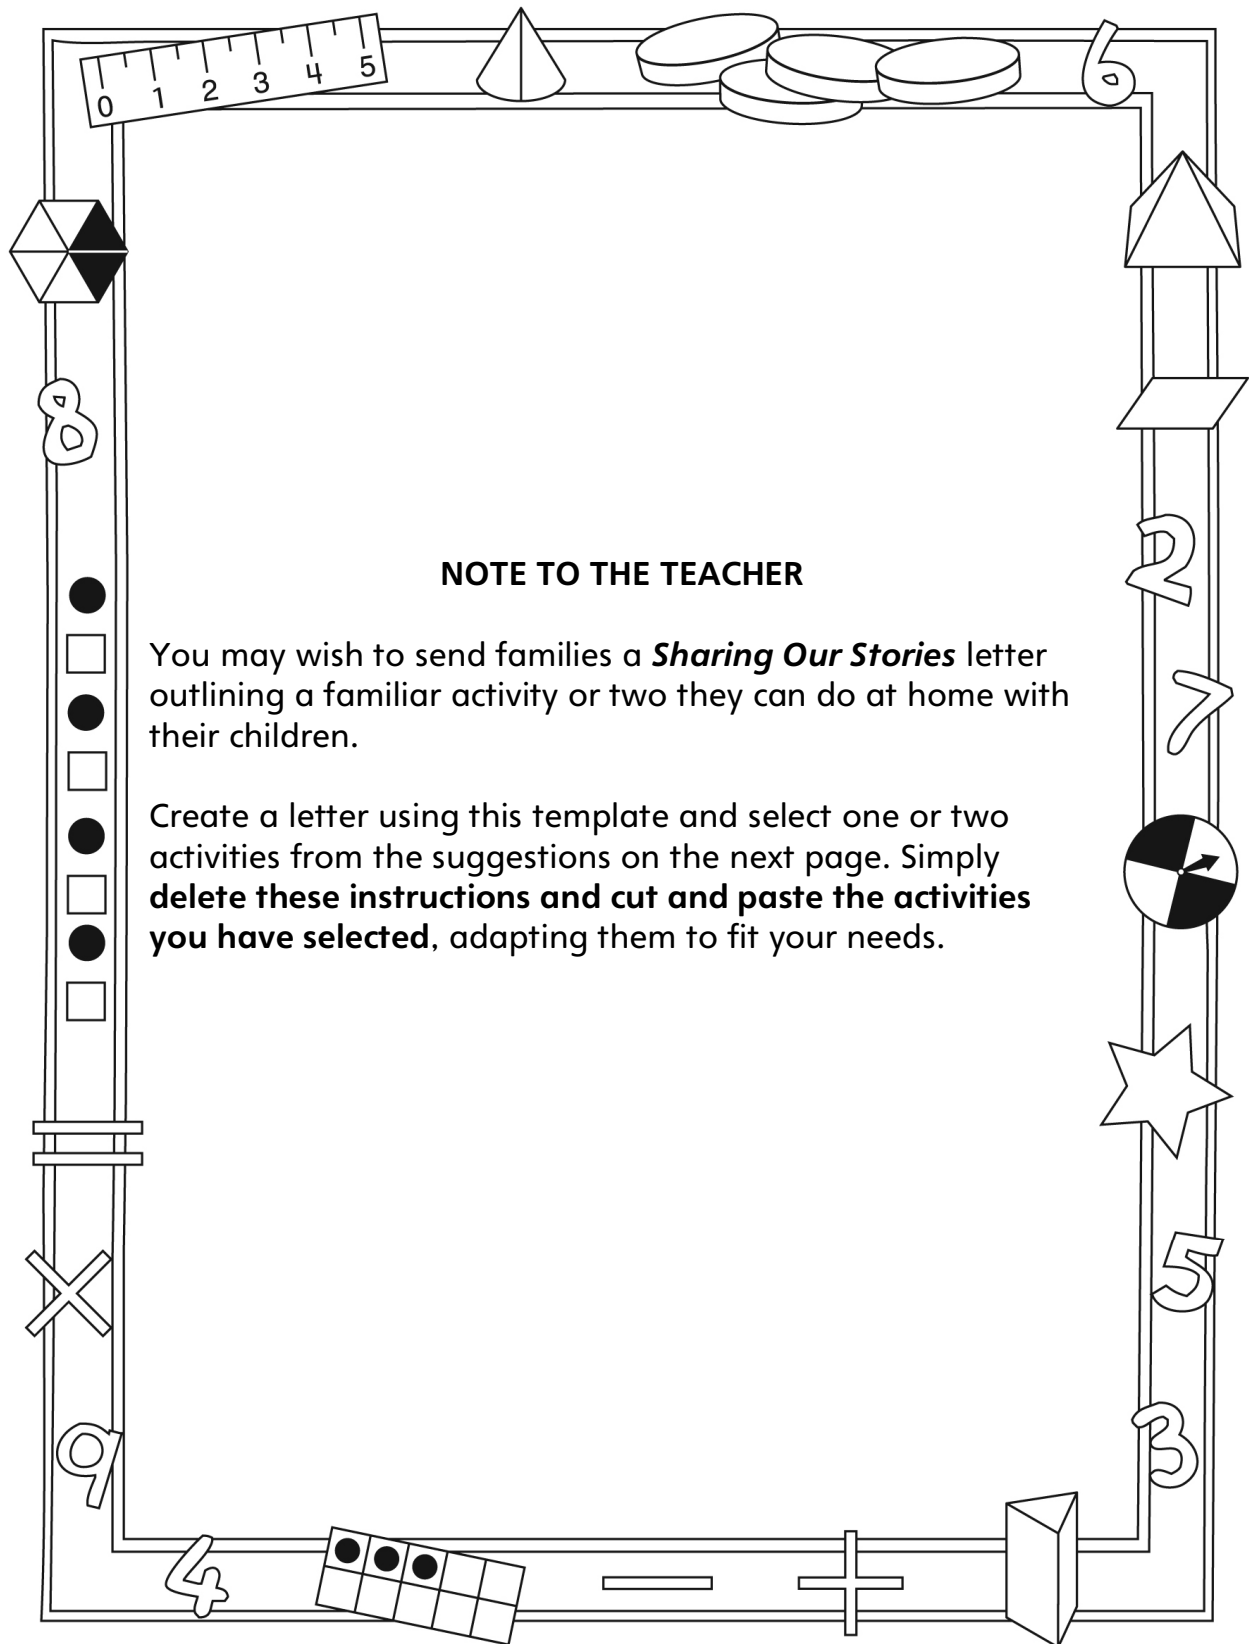 0 1 2 3 4 5
6
8
NOTE TO THE TEACHER
2
You may wish to send families a Sharing Our Stories letter
outlining a familiar activity or two they can do at home with
their children.
7
Create a letter using this template and select one or two
activities from the suggestions on the next page. Simply
delete these instructions and cut and paste the activities
you have selected, adapting them to fit your needs.
=
×
5
9
3
4
− +